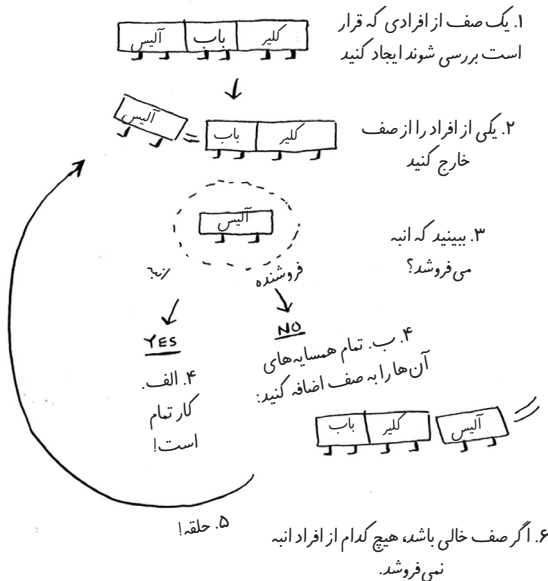 ۱. یک صف از افرادی که قرار
است بررسی شوند ایجاد کنید
آلیس باب کلیر
۲. یکی از افراد را از صف
خارج کنید
آلیس
باب کلیر
۳. ببینید که انبه
می‌فروشد؟
آلیس
فروشنده
YES
NO
۴. الف.
کار تمام
است!
۴. ب. تمام همسایه‌های
آن‌ها را به صف اضافه کنید:
باب کلیر آلیس
۵. حلقه!
۶. اگر صف خالی باشد، هیچ کدام از افراد انبه
نمی‌فروشد.